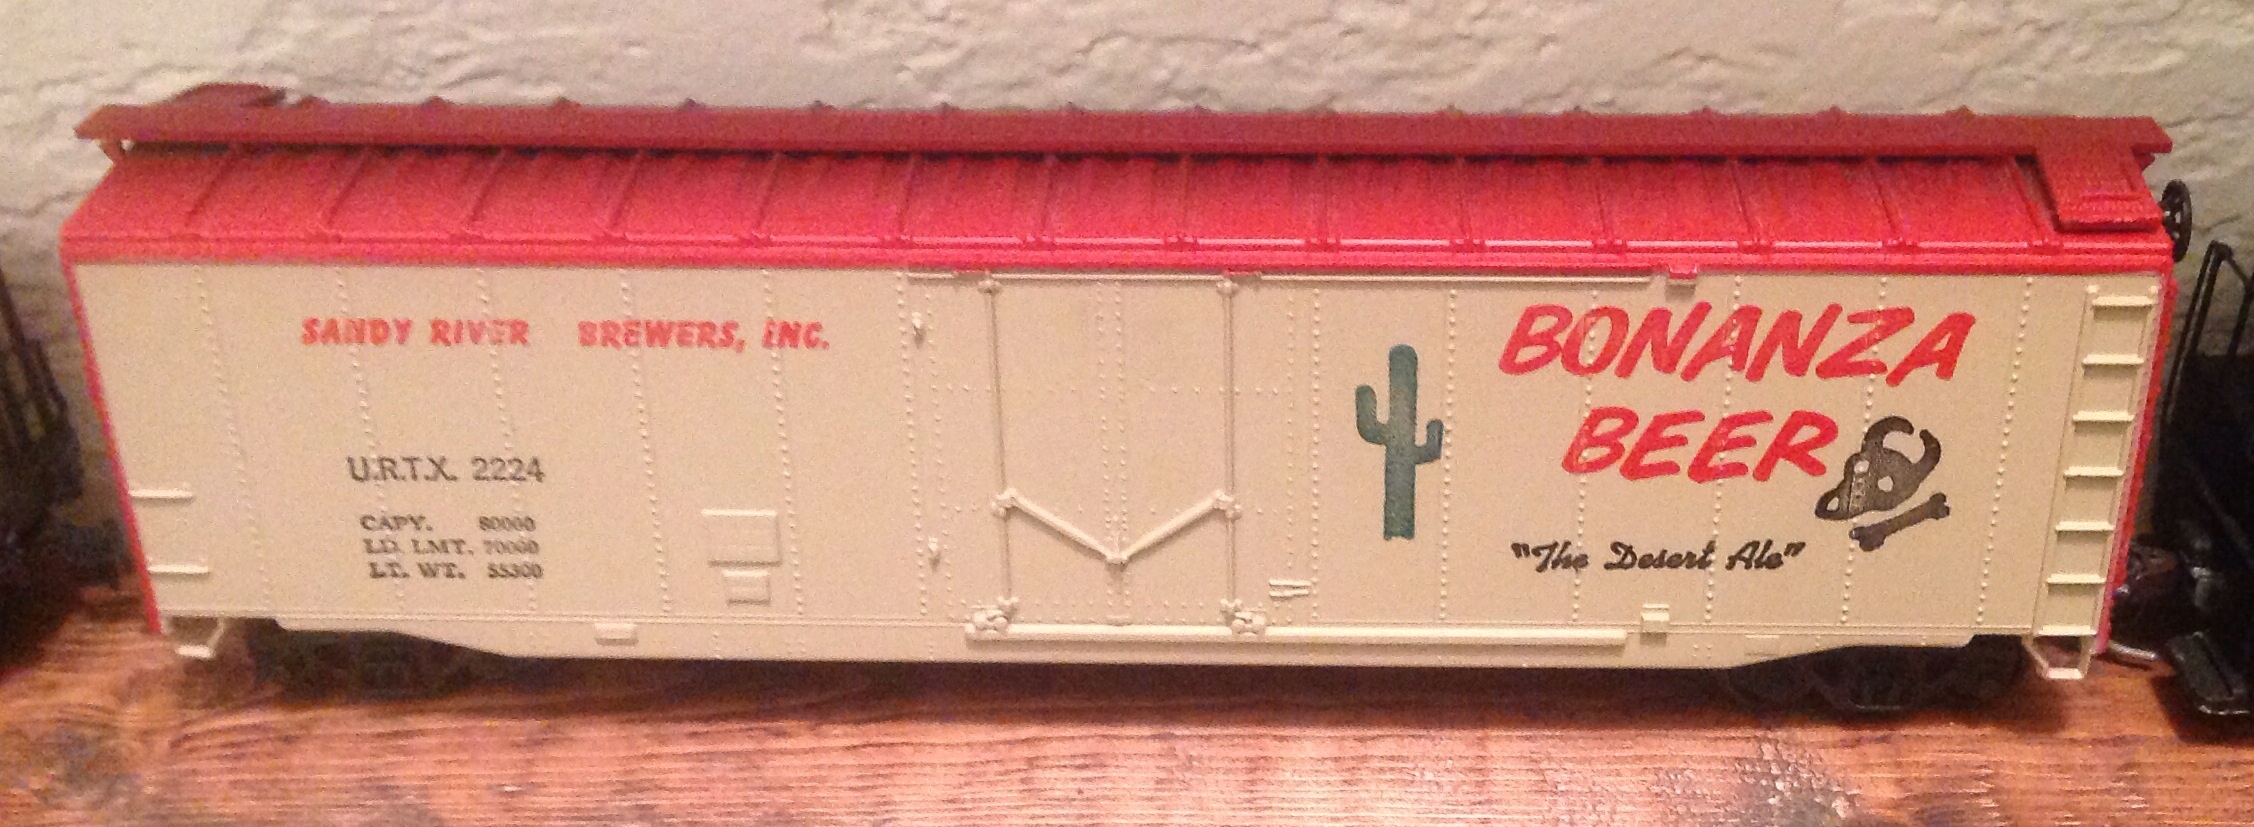 SANDY RIVER BREWERS, INC.
U.R.T.X. 2224
CAPY. 80000
LD. LMT. 70000
LT. WT. 55300
BONANZA
BEER
"The Desert Ale"